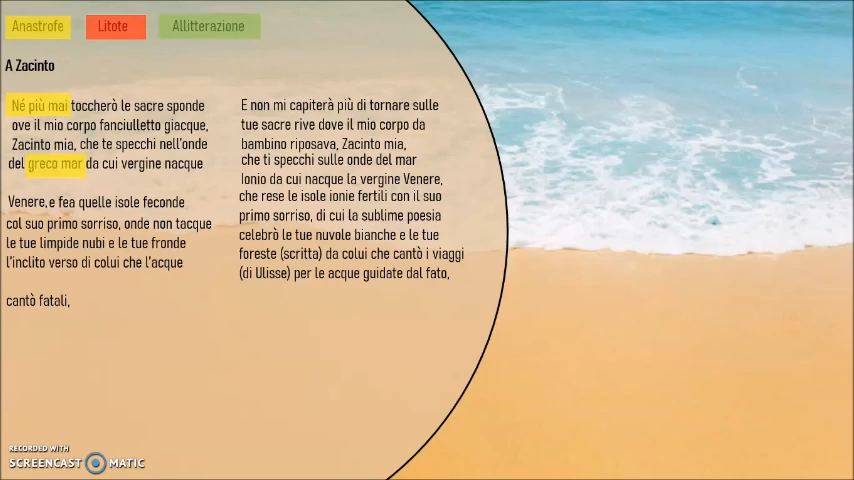 Anastrofe Litote Allitterazione
A Zacinto
Né più mai toccherò le sacre sponde
ove il mio corpo fanciulletto giacque,
Zacinto mia, che te specchi nell'onde
del greco mar da cui vergine nacque
Venere, e fea quelle isole feconde
col suo primo sorriso, onde non tacque
le tue limpide nubi e le tue fronde
l'inclito verso di colui che l'acque
cantò fatali,
E non mi capiterà più di tornare sulle
tue sacre rive dove il mio corpo da
bambino riposava, Zacinto mia,
che ti specchi sulle onde del mar
Ionio da cui nacque la vergine Venere,
che rese le isole ionie fertili con il suo
primo sorriso, di cui la sublime poesia
celebrò le tue nuvole bianche e le tue
foreste (scritta) da colui che cantò i viaggi
(di Ulisse) per le acque guidate dal fato,
RECORDED WITH
SCREENCAST MATIC